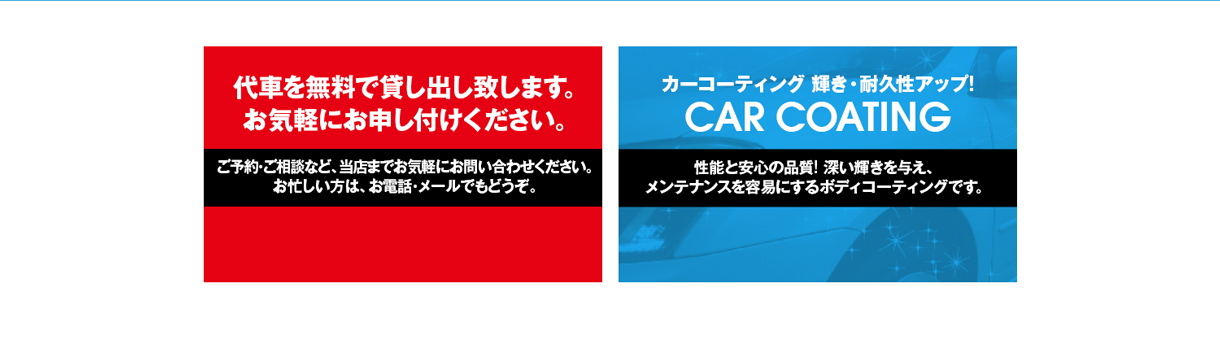 代車を無料で貸し出し致します。
お気軽にお申し付けください。
ご予約・ご相談など、当店までお気軽にお問い合わせください。
お忙しい方は、お電話・メールでもどうぞ。
カーコーティング 輝き・耐久性アップ!
CAR COATING
性能と安心の品質! 深い輝きを与え、
メンテナンスを容易にするボディコーティングです。